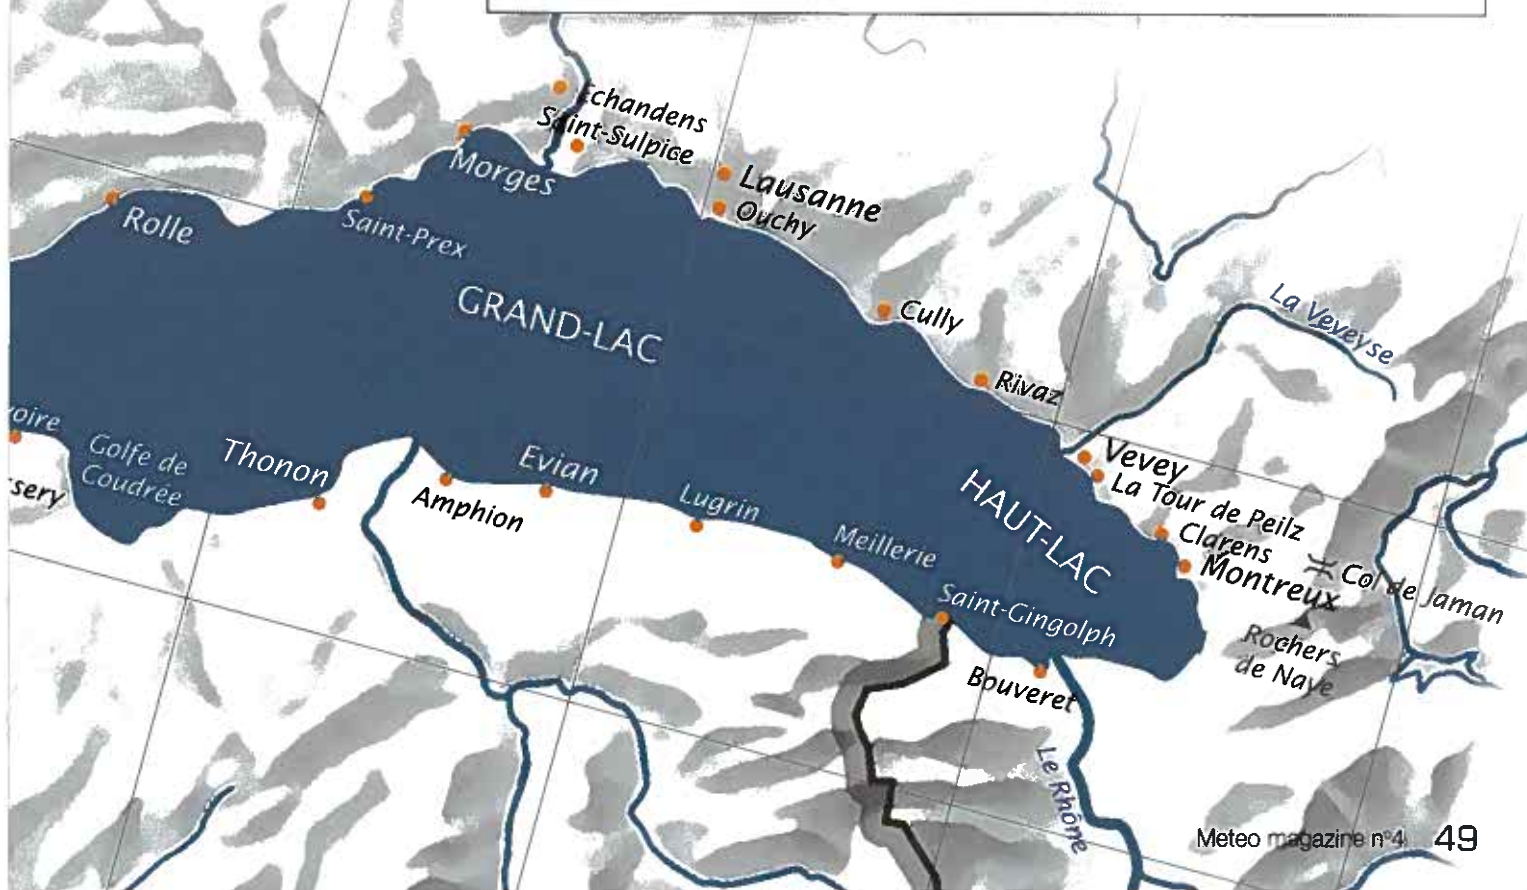 Echandens
Saint-Sulpice
Morges
Lausanne
Ouchy
Rolle
Saint-Prex
GRAND-LAC
Cully
La Veveyse
Rivaz
voire
Golfe de
Coudrée
Thonon
ssery
Amphion
Evian
Lugrin
Meillerie
HAUT-LAC
Vevey
La Tour de Peilz
Clarens
Montreux
Col de Jaman
Rochers
de Naye
Saint-Gingolph
Bouveret
Le Rhône
Meteo magazine n°4 49